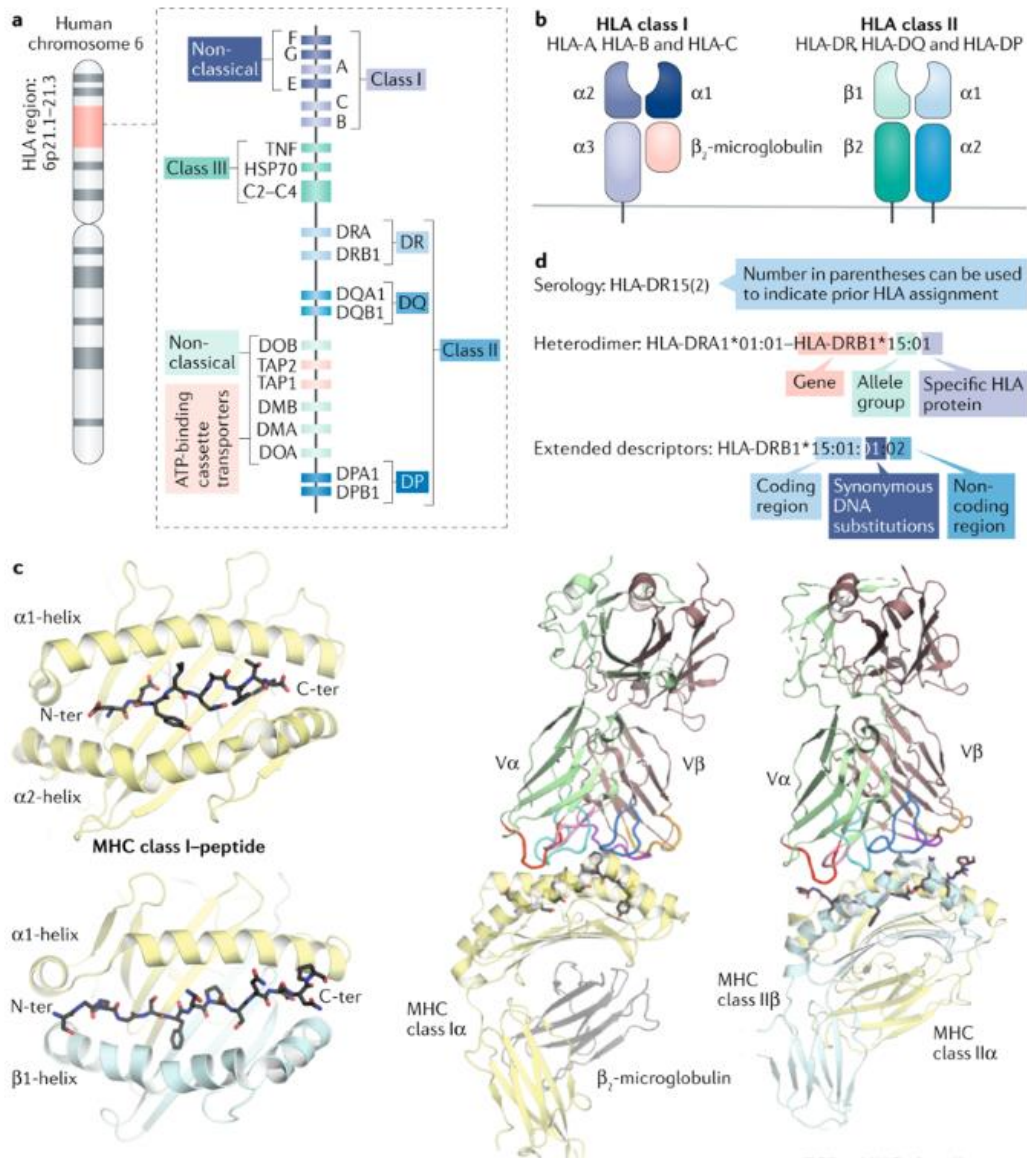 a
Human
chromosome 6
HLA region:
6p21.1–21.3
Non-
classical
F
G
E
A
C
B
Class I
Class III
TNF
HSP70
C2–C4
DRA
DRB1
DR
DQA1
DQB1
DQ
Class II
Non-
classical
ATP-binding
cassette
transporters
DOB
TAP2
TAP1
DMB
DMA
DOA
DPA1
DPB1
DP
b
HLA class I
HLA-A, HLA-B and HLA-C
α2
α1
α3
β2-microglobulin
HLA class II
HLA-DR, HLA-DQ and HLA-DP
β1
α1
β2
α2
d
Serology: HLA-DR15(2)
Number in parentheses can be used
to indicate prior HLA assignment
Heterodimer: HLA-DRA1*01:01–HLA-DRB1*15:01
Gene
Allele
group
Specific HLA
protein
Extended descriptors: HLA-DRB1*15:01:01:02
Coding
region
Synonymous
DNA
substitutions
Non-
coding
region
c
α1-helix
N-ter
C-ter
α2-helix
MHC class I–peptide
α1-helix
N-ter
C-ter
β1-helix
Vα
Vβ
MHC
class Iα
β2-microglobulin
Vα
Vβ
MHC
class IIβ
MHC
class IIα